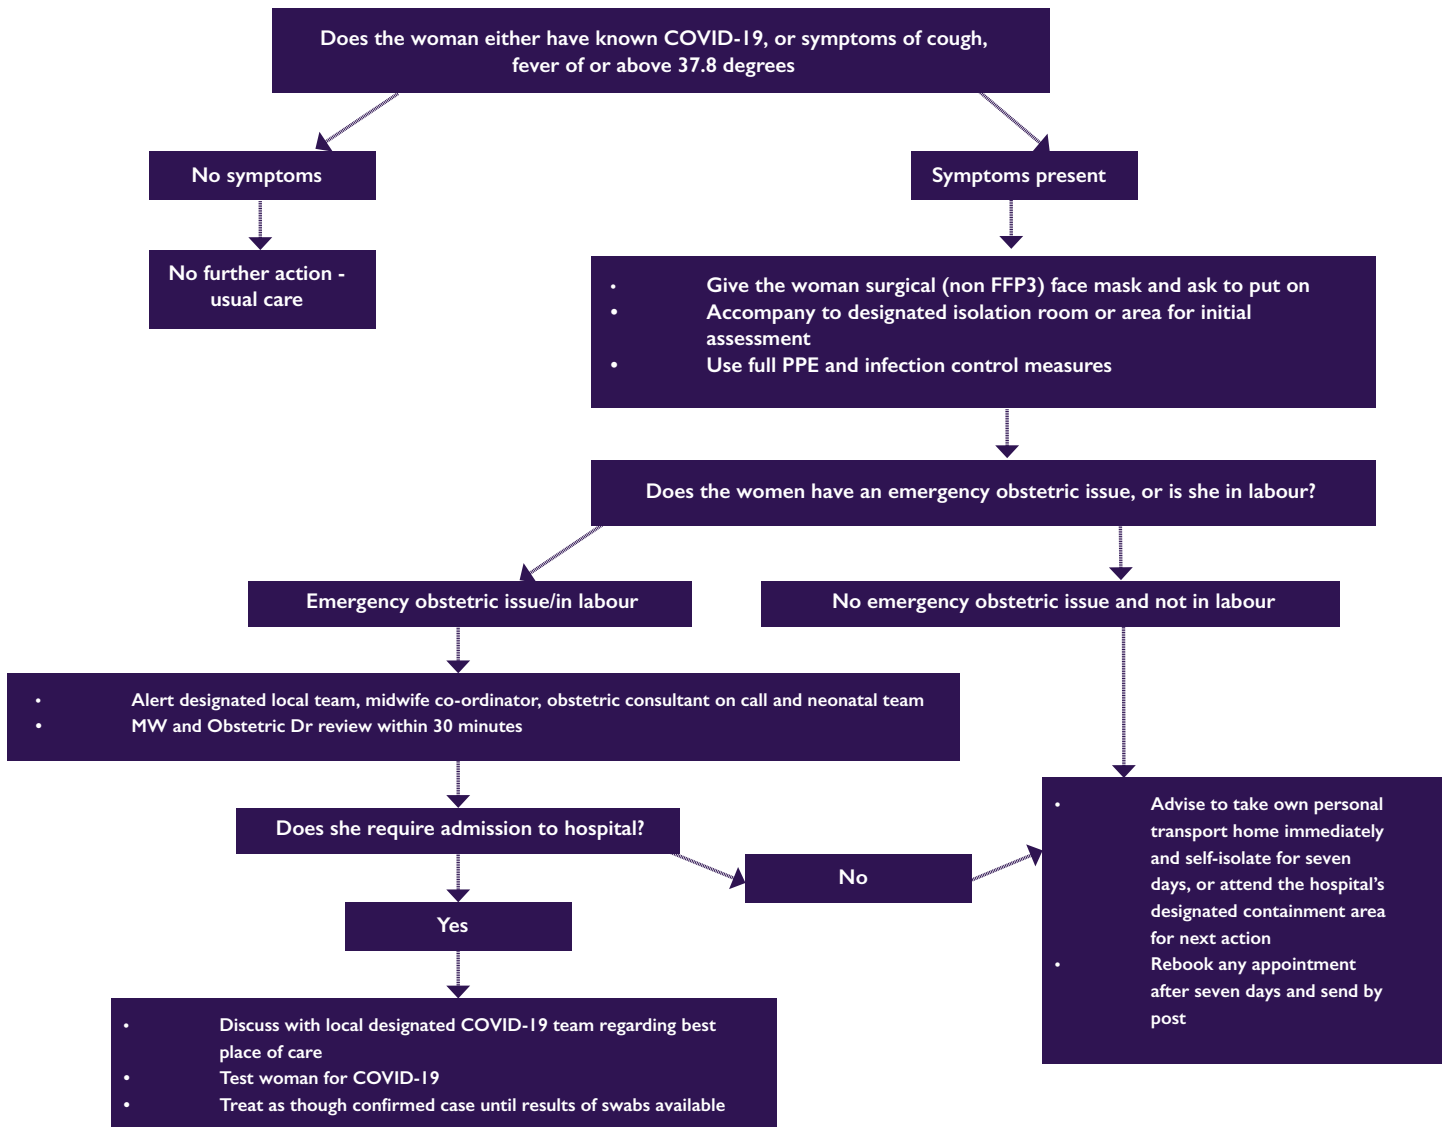 Does the woman either have known COVID-19, or symptoms of cough,
fever of or above 37.8 degrees
No symptoms
Symptoms present
No further action -
usual care
• Give the woman surgical (non FFP3) face mask and ask to put on
• Accompany to designated isolation room or area for initial
assessment
• Use full PPE and infection control measures
Does the women have an emergency obstetric issue, or is she in labour?
Emergency obstetric issue/in labour
No emergency obstetric issue and not in labour
• Alert designated local team, midwife co-ordinator, obstetric consultant on call and neonatal team
• MW and Obstetric Dr review within 30 minutes
Does she require admission to hospital?
No
Yes
• Advise to take own personal
transport home immediately
and self-isolate for seven
days, or attend the hospital's
designated containment area
for next action
• Rebook any appointment
after seven days and send by
post
• Discuss with local designated COVID-19 team regarding best
place of care
• Test woman for COVID-19
• Treat as though confirmed case until results of swabs available